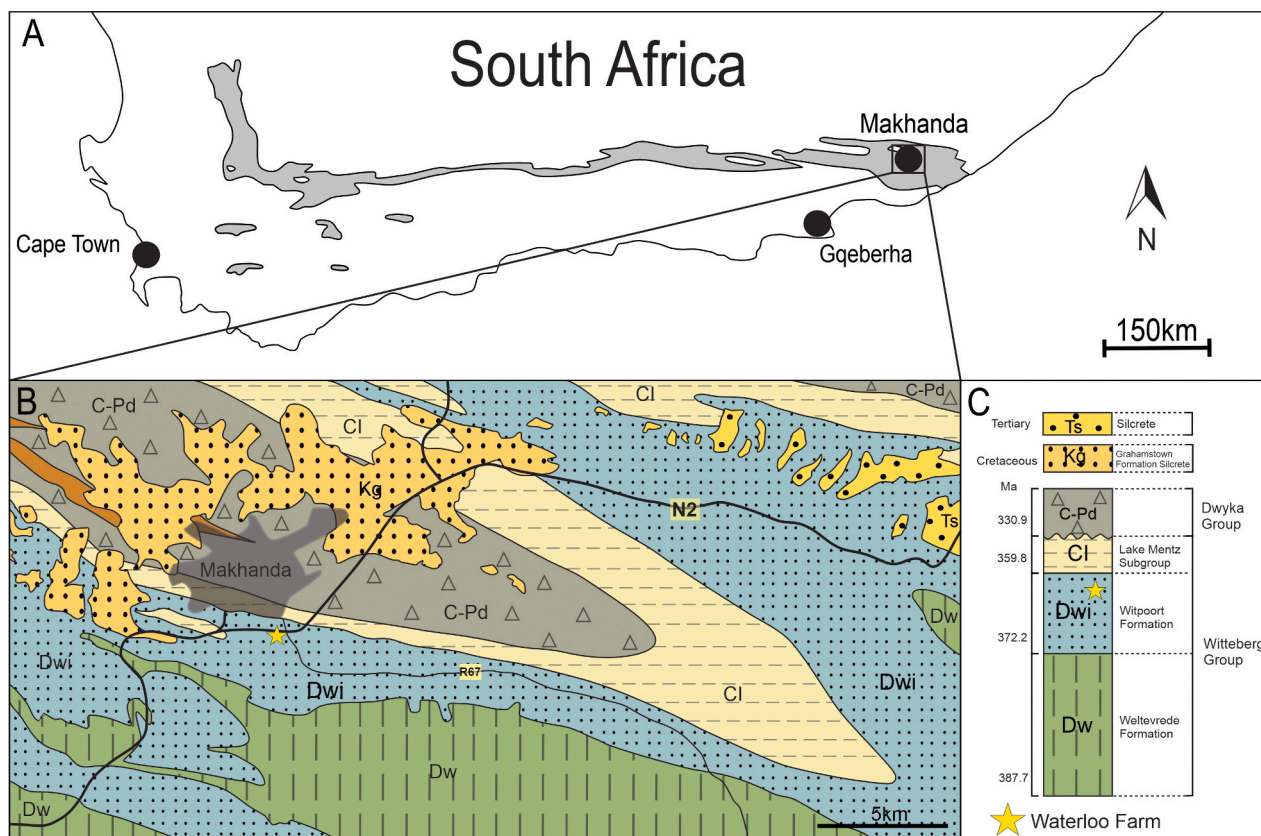 A
South Africa
Makhanda
Cape Town
Gqeberha
N
150km
B
C-Pd
Cl
Cl
C-Pd
Kg
N2
Ts
Makhanda
C-Pd
Dw
Dwi
Dwi
R67
Cl
Dwi
Dw
Dw
5km
C
Tertiary
Ts
Silcrete
Cretaceous
Kg
Grahamstown
Formation Silcrete
Ma
330.9
C-Pd
Dwyka
Group
359.8
Cl
Lake Mentz
Subgroup
372.2
Dwi
Witpoort
Formation
Witteberg
Group
Dw
Weltevrede
Formation
387.7
Waterloo Farm